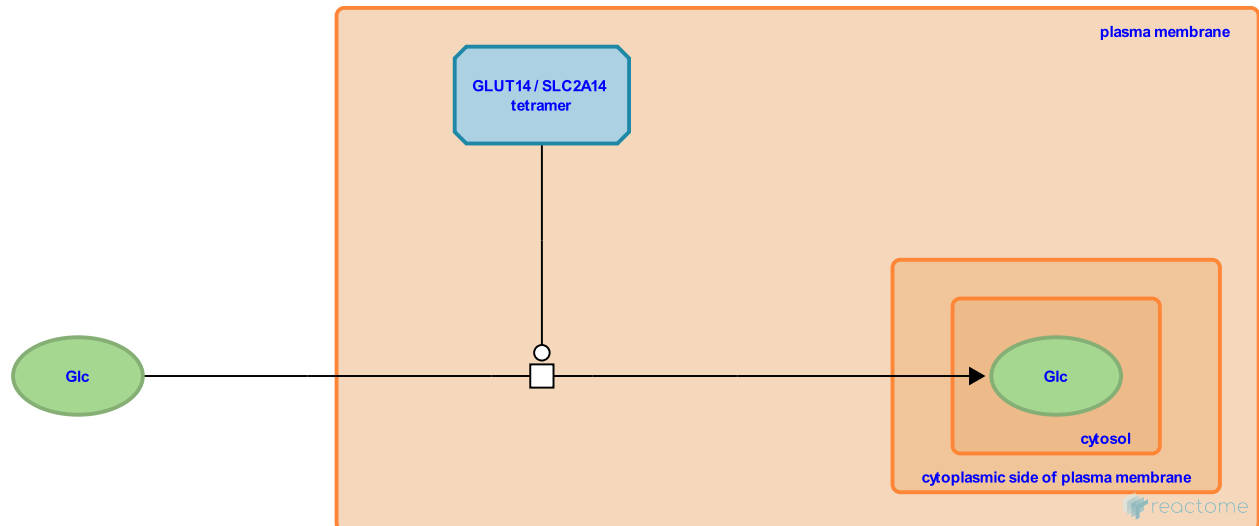 plasma membrane
GLUT14 / SLC2A14
tetramer
Glc
Glc
cytosol
cytoplasmic side of plasma membrane
reactome